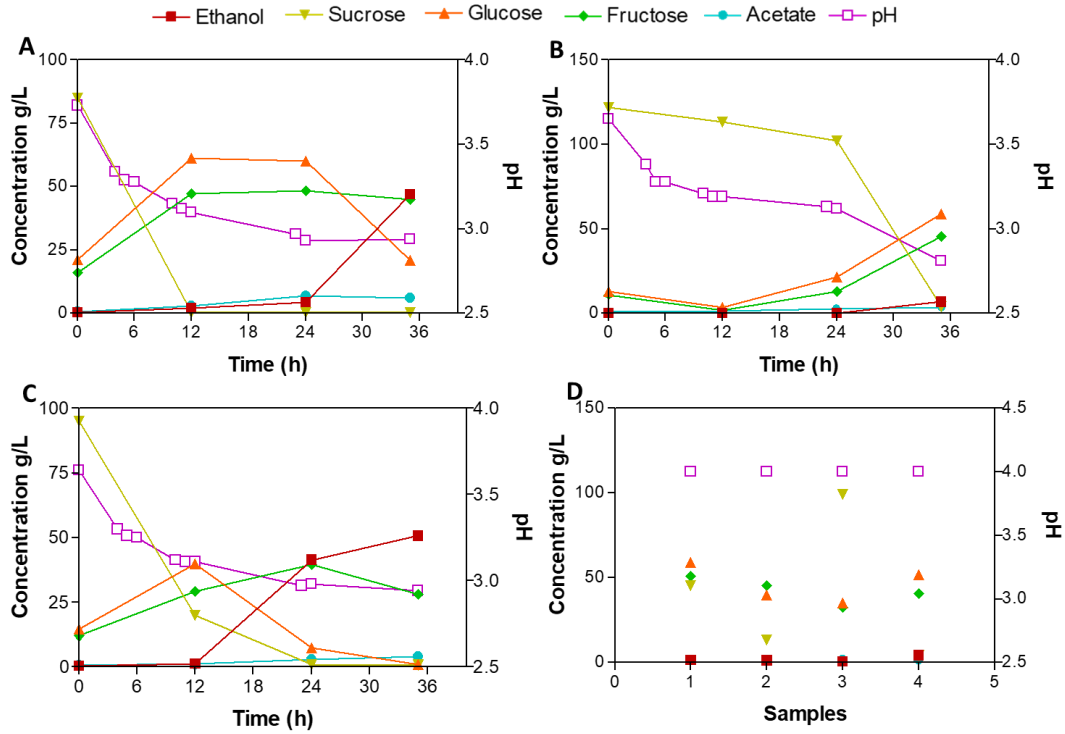 Ethanol Sucrose Glucose Fructose Acetate pH
A
100
75
50
25
0
4.0
3.5
3.0
2.5
0 6 12 18 24 30 36
Concentration g/L
pH
Time (h)
B
150
100
50
0
4.0
3.5
3.0
2.5
0 6 12 18 24 30 36
Concentration g/L
pH
Time (h)
C
100
75
50
25
0
4.0
3.5
3.0
2.5
0 6 12 18 24 30 36
Concentration g/L
pH
Time (h)
D
150
100
50
0
4.5
4.0
3.5
3.0
2.5
0 1 2 3 4 5
Concentration g/L
pH
Samples